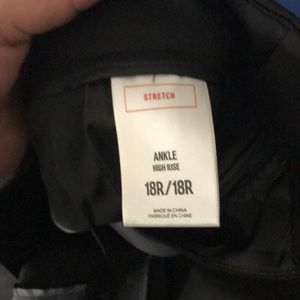 STRETCH
ANKLE
HIGH RISE
18R/18R
MADE IN CHINA
FABRIQUÉ EN CHINE